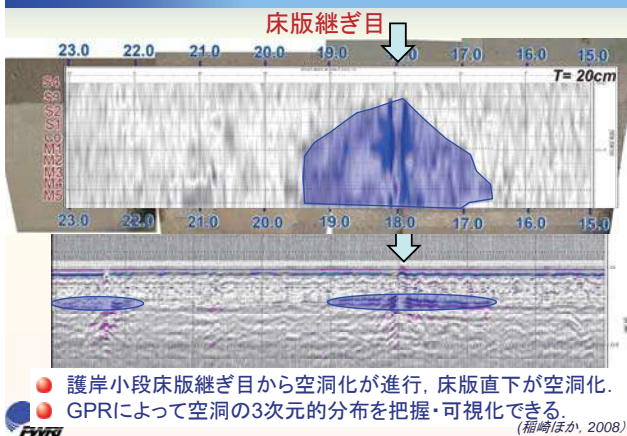 床版継ぎ目
23.0 22.0 21.0 20.0 19.0 18.0 17.0 16.0 15.0
T= 20cm
S4
S3
S2
S1
C0
M1
M2
M3
M4
M5
23.0 22.0 21.0 20.0 19.0 18.0 17.0 16.0 15.0
護岸小段床版継ぎ目から空洞化が進行, 床版直下が空洞化.
GPRによって空洞の3次元的分布を把握・可視化できる.
(稲崎ほか, 2008)
PWRI